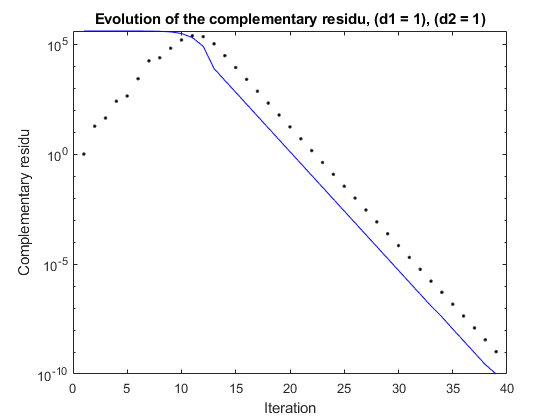 Evolution of the complementary residu, (d1 = 1), (d2 = 1)
10^5
10^0
10^-5
10^-10
Complementary residu
0 5 10 15 20 25 30 35 40
Iteration